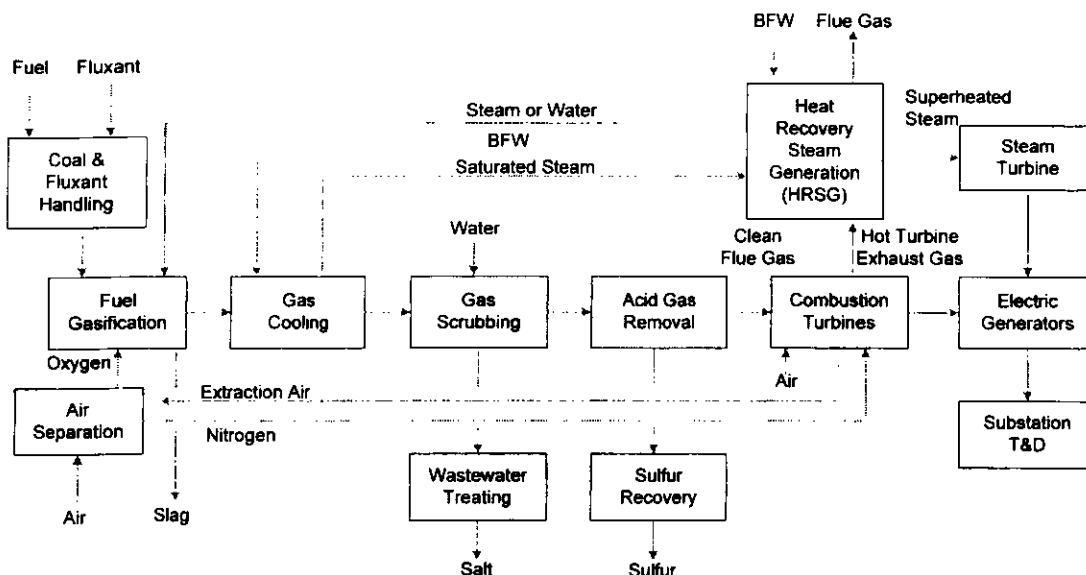 BFW
Flue Gas
Fuel
Fluxant
Coal &
Fluxant
Handling
Steam or Water
BFW
Saturated Steam
Heat
Recovery
Steam
Generation
(HRSG)
Superheated
Steam
Steam
Turbine
Water
Clean
Flue Gas
Hot Turbine
Exhaust Gas
Fuel
Gasification
Gas
Cooling
Gas
Scrubbing
Acid Gas
Removal
Combustion
Turbines
Electric
Generators
Oxygen
Air
Separation
Extraction Air
Nitrogen
Air
Wastewater
Treating
Sulfur
Recovery
Substation
T&D
Air
Slag
Salt
Sulfur